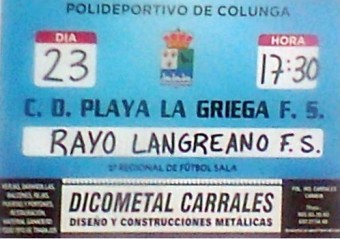 POLIDEPORTIVO DE COLUNGA
DIA
HORA
23
17:30
C. D. PLAYA LA GRIEGA F. S.
RAYO LANGREANO F.S.
REGIONAL DE FÚTBOL SALA
DICOMETAL CARRALES
DISEÑO Y CONSTRUCCIONES METÁLICAS